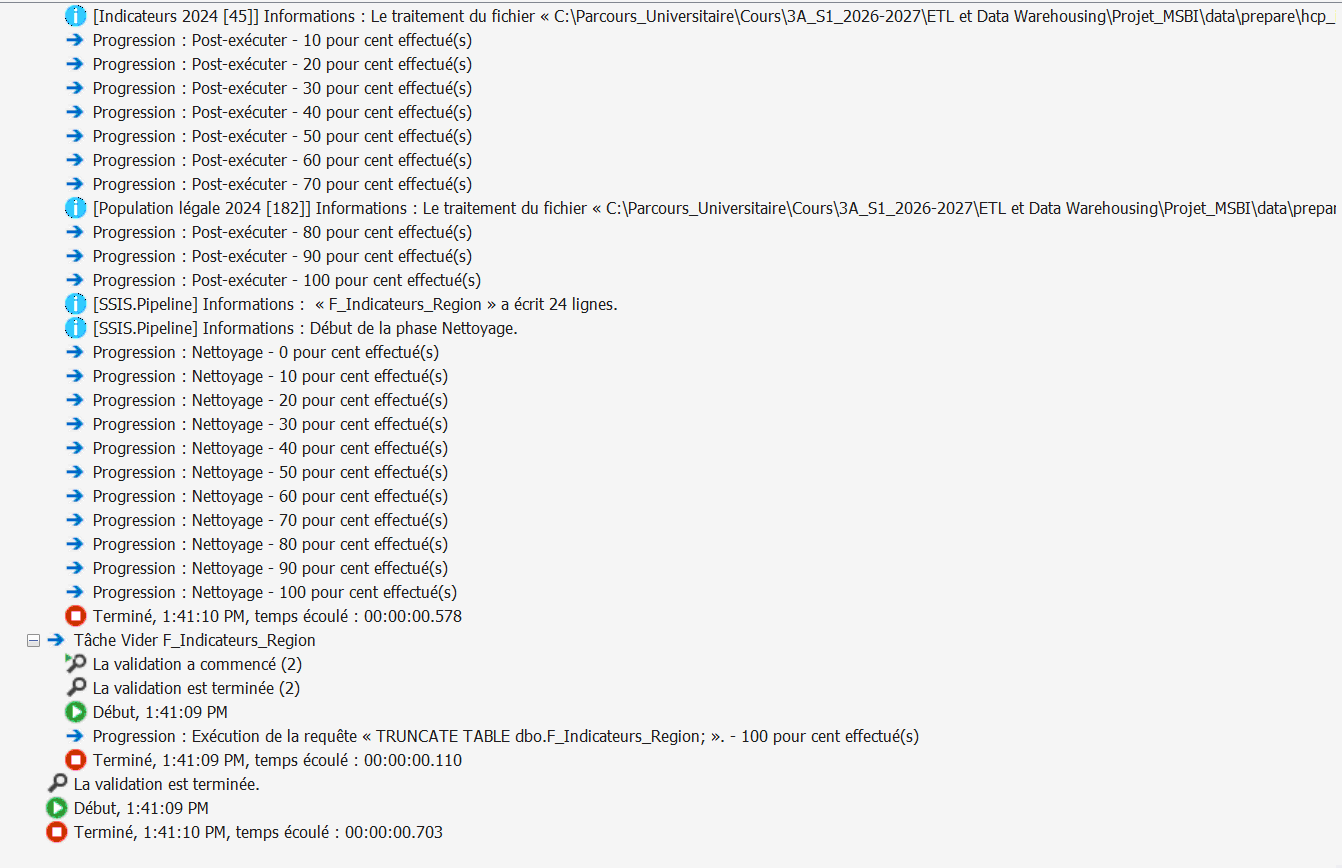 [Indicateurs 2024 [45]] Informations : Le traitement du fichier « C:\Parcours_Universitaire\Cours\3A_S1_2026-2027\ETL et Data Warehousing\Projet_MSBI\data\prepare\hcp_
Progression : Post-exécuter - 10 pour cent effectué(s)
Progression : Post-exécuter - 20 pour cent effectué(s)
Progression : Post-exécuter - 30 pour cent effectué(s)
Progression : Post-exécuter - 40 pour cent effectué(s)
Progression : Post-exécuter - 50 pour cent effectué(s)
Progression : Post-exécuter - 60 pour cent effectué(s)
Progression : Post-exécuter - 70 pour cent effectué(s)
[Population légale 2024 [182]] Informations : Le traitement du fichier « C:\Parcours_Universitaire\Cours\3A_S1_2026-2027\ETL et Data Warehousing\Projet_MSBI\data\prepar
Progression : Post-exécuter - 80 pour cent effectué(s)
Progression : Post-exécuter - 90 pour cent effectué(s)
Progression : Post-exécuter - 100 pour cent effectué(s)
[SSIS.Pipeline] Informations :  « F_Indicateurs_Region » a écrit 24 lignes.
[SSIS.Pipeline] Informations : Début de la phase Nettoyage.
Progression : Nettoyage - 0 pour cent effectué(s)
Progression : Nettoyage - 10 pour cent effectué(s)
Progression : Nettoyage - 20 pour cent effectué(s)
Progression : Nettoyage - 30 pour cent effectué(s)
Progression : Nettoyage - 40 pour cent effectué(s)
Progression : Nettoyage - 50 pour cent effectué(s)
Progression : Nettoyage - 60 pour cent effectué(s)
Progression : Nettoyage - 70 pour cent effectué(s)
Progression : Nettoyage - 80 pour cent effectué(s)
Progression : Nettoyage - 90 pour cent effectué(s)
Progression : Nettoyage - 100 pour cent effectué(s)
Terminé, 1:41:10 PM, temps écoulé : 00:00:00.578
Tâche Vider F_Indicateurs_Region
La validation a commencé (2)
La validation est terminée (2)
Début, 1:41:09 PM
Progression : Exécution de la requête « TRUNCATE TABLE dbo.F_Indicateurs_Region; ». - 100 pour cent effectué(s)
Terminé, 1:41:09 PM, temps écoulé : 00:00:00.110
La validation est terminée.
Début, 1:41:09 PM
Terminé, 1:41:10 PM, temps écoulé : 00:00:00.703